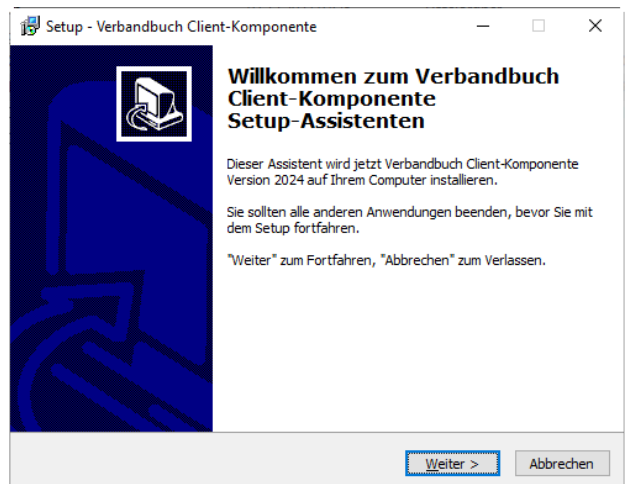 Setup - Verbandbuch Client-Komponente
Willkommen zum Verbandbuch
Client-Komponente
Setup-Assistenten
Dieser Assistent wird jetzt Verbandbuch Client-Komponente
Version 2024 auf Ihrem Computer installieren.
Sie sollten alle anderen Anwendungen beenden, bevor Sie mit
dem Setup fortfahren.
"Weiter" zum Fortfahren, "Abbrechen" zum Verlassen.
Weiter > Abbrechen